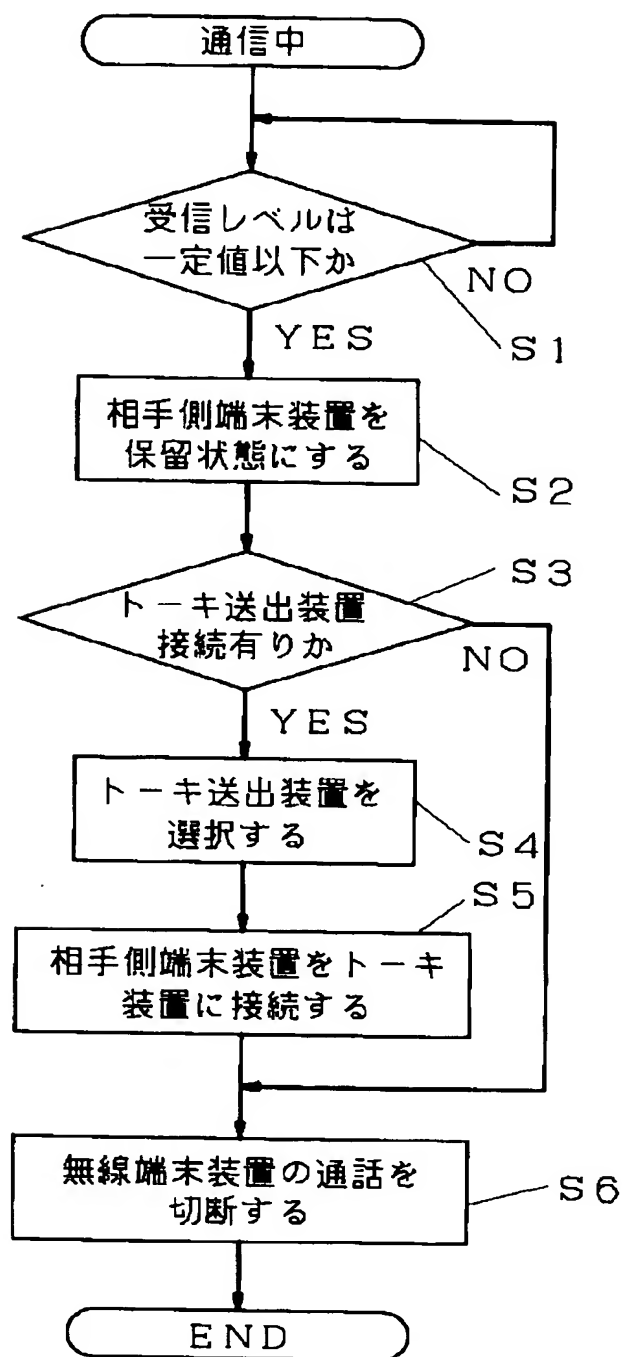 通信中
受信レベルは
一定値以下か
NO
S1
YES
相手側端末装置を
保留状態にする
S2
トーキ送出装置
接続有りか
S3
NO
YES
トーキ送出装置を
選択する
S4
S5
相手側端末装置をトーキ
装置に接続する
無線端末装置の通話を
切断する
S6
END